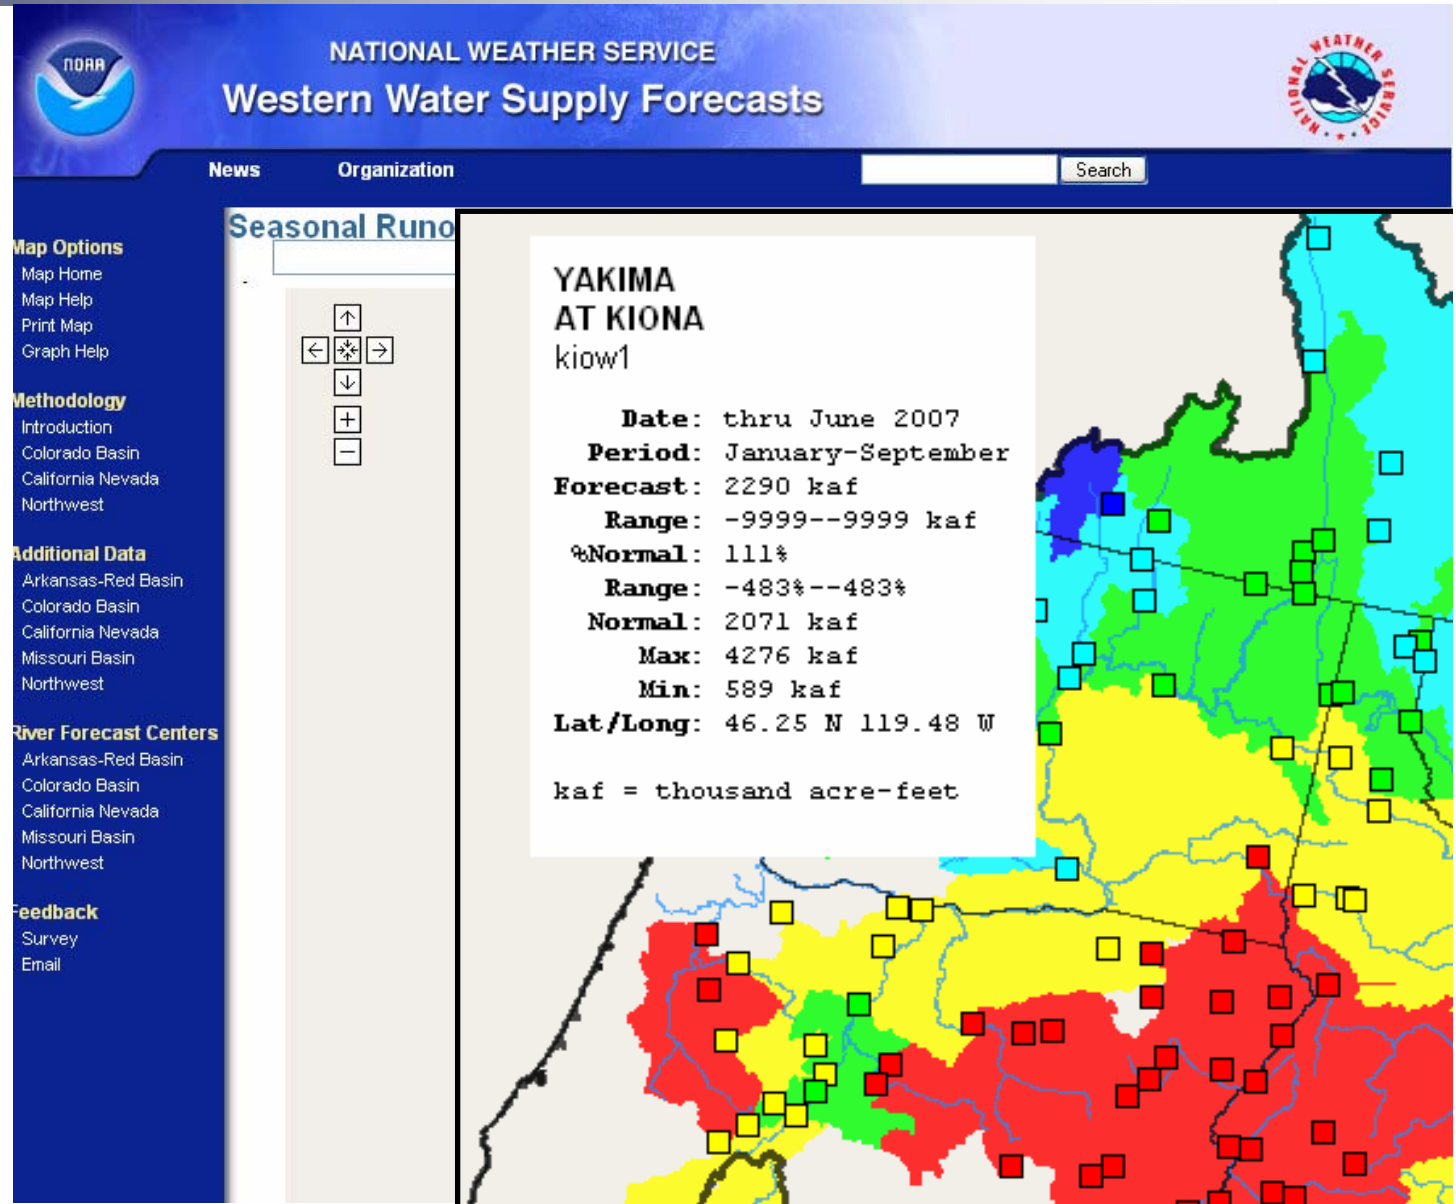 NOAA
NATIONAL WEATHER SERVICE
Western Water Supply Forecasts
NATIONAL WEATHER SERVICE
News
Organization
Search
Map Options
Map Home
Map Help
Print Map
Graph Help
Methodology
Introduction
Colorado Basin
California Nevada
Northwest
Additional Data
Arkansas-Red Basin
Colorado Basin
California Nevada
Missouri Basin
Northwest
River Forecast Centers
Arkansas-Red Basin
Colorado Basin
California Nevada
Missouri Basin
Northwest
Feedback
Survey
Email
Seasonal Runo
YAKIMA
AT KIONA
kiow1
Date: thru June 2007
Period: January-September
Forecast: 2290 kaf
Range: -9999--9999 kaf
%Normal: 111%
Range: -483%--483%
Normal: 2071 kaf
Max: 4276 kaf
Min: 589 kaf
Lat/Long: 46.25 N 119.48 W
kaf = thousand acre-feet